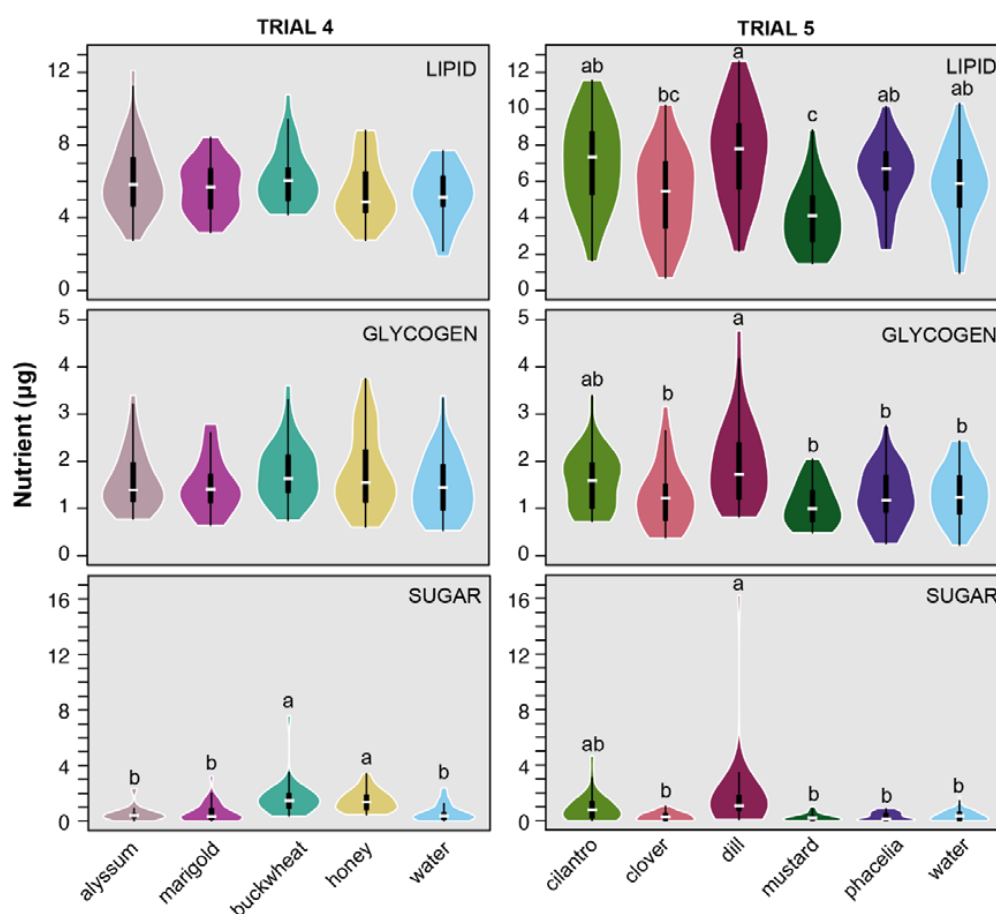 TRIAL 4
TRIAL 5
Nutrient (µg)
LIPID
12
8
4
0
LIPID
12
10
8
6
4
2
0
ab
bc
a
c
ab
ab
GLYCOGEN
5
4
3
2
1
0
GLYCOGEN
5
4
3
2
1
0
ab
b
a
b
b
b
SUGAR
16
12
8
4
0
b
b
a
a
b
SUGAR
16
12
8
4
0
ab
b
a
b
b
b
alyssum
marigold
buckwheat
honey
water
cilantro
clover
dill
mustard
phacelia
water